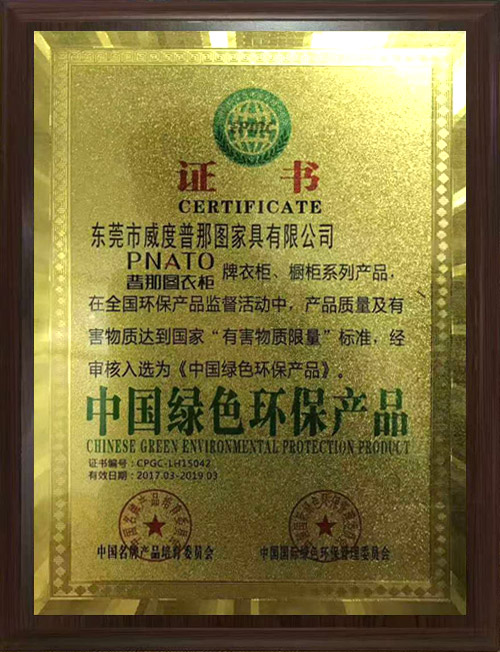 证 书
CERTIFICATE
东莞市威度普那图家具有限公司
PNATO
普那图衣柜
牌衣柜、橱柜系列产品，
在全国环保产品监督活动中，产品质量及有
害物质达到国家“有害物质限量”标准，经
审核入选为《中国绿色环保产品》。
中国绿色环保产品
CHINESE GREEN ENVIRONMENTAL PROTECTION PRODUCT
证书编号：CPGC-LH15042
有效日期：2017.03-2019.03
中国名牌产品培育委员会
中国国际绿色环保管理委员会